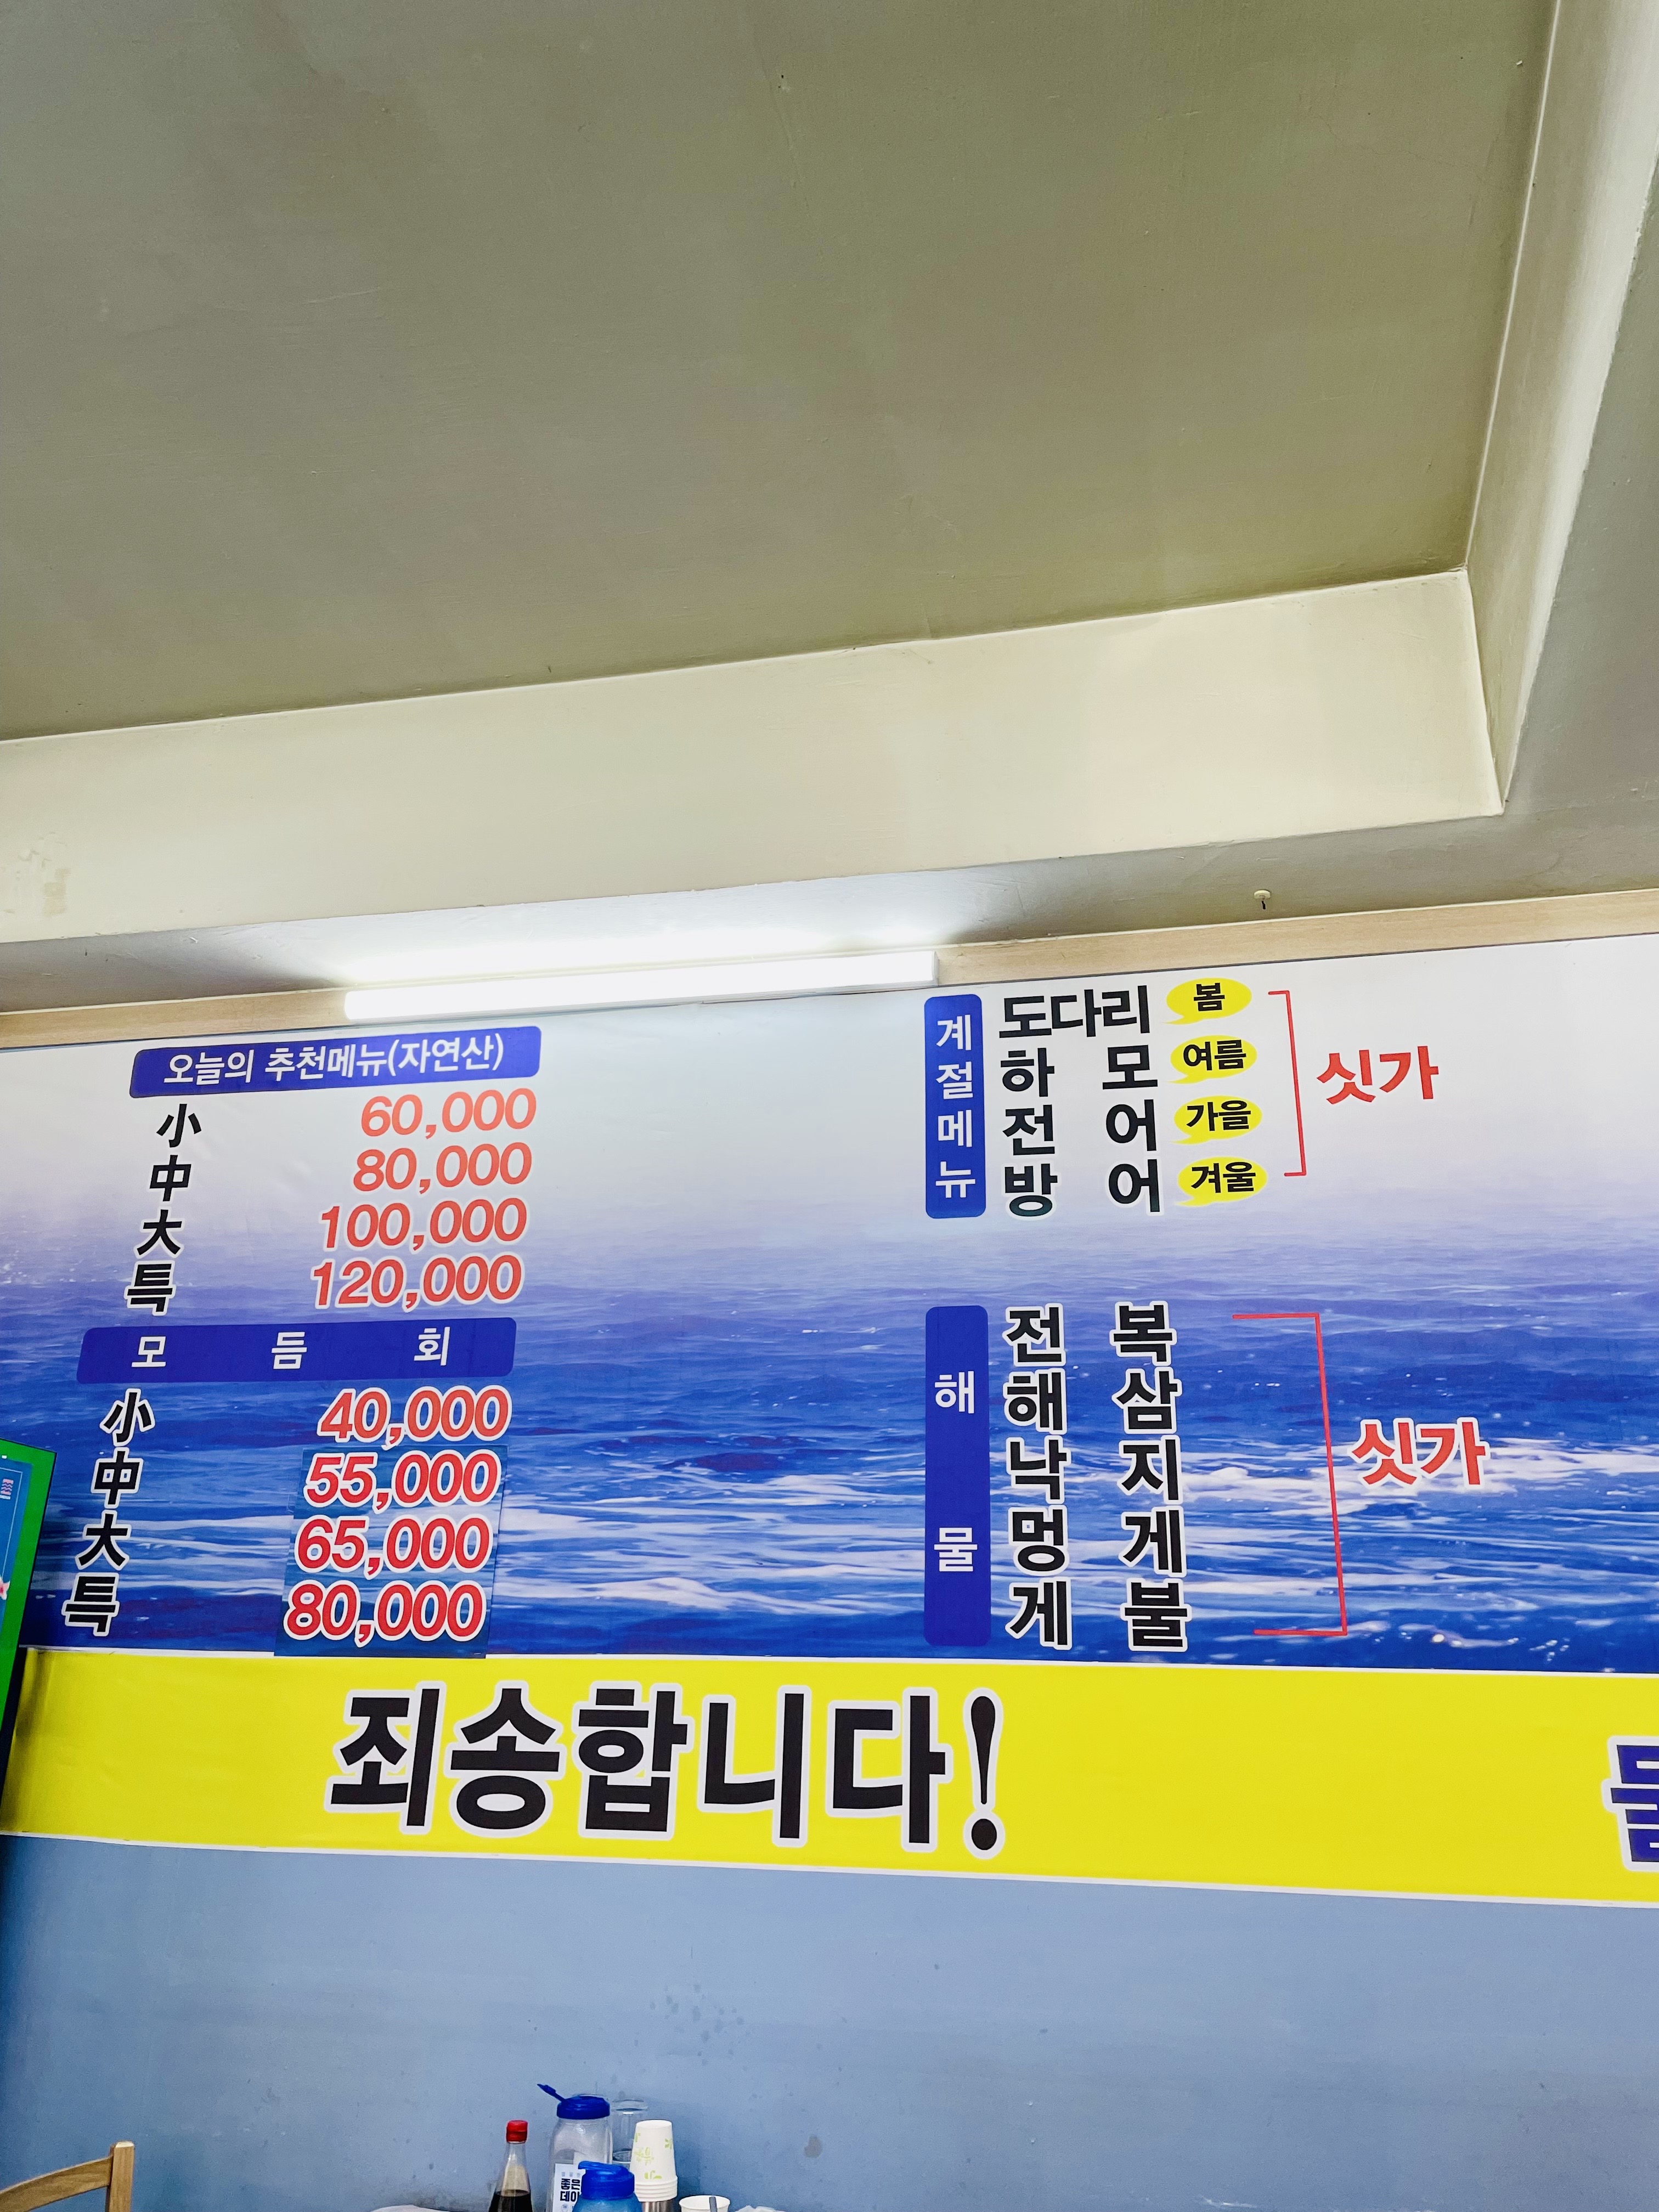 오늘의 추천메뉴(자연산)
小 60,000
中 80,000
大 100,000
특 120,000
모 듬 회
小 40,000
中 55,000
大 65,000
특 80,000
계절메뉴
도다리 봄
하 모 여름
전 어 가을
방 어 겨울
싯가
해물
전 복
해 삼
낙 지
멍 게
게 불
싯가
죄송합니다!
좋은
데이